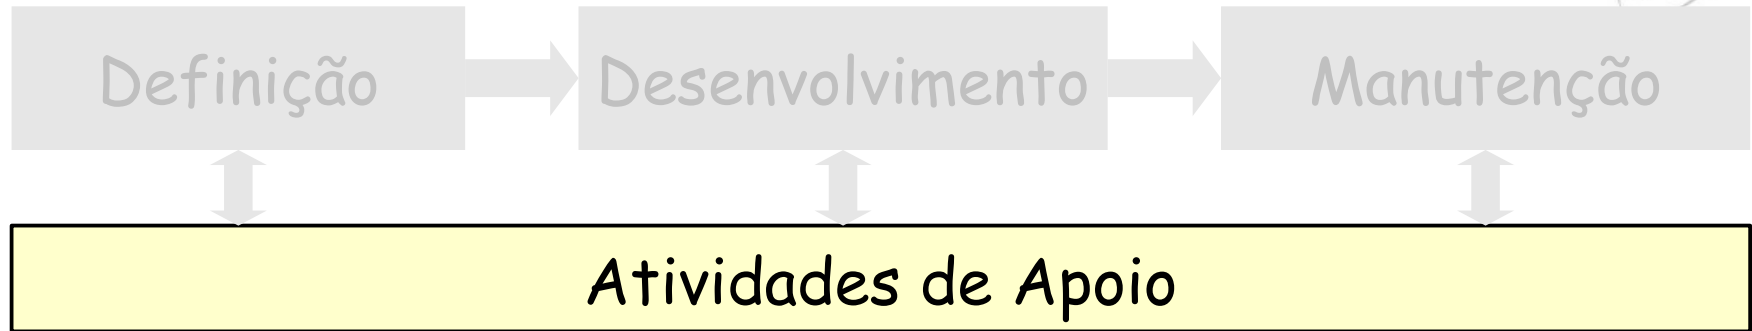 Definição Desenvolvimento Manutenção
Atividades de Apoio